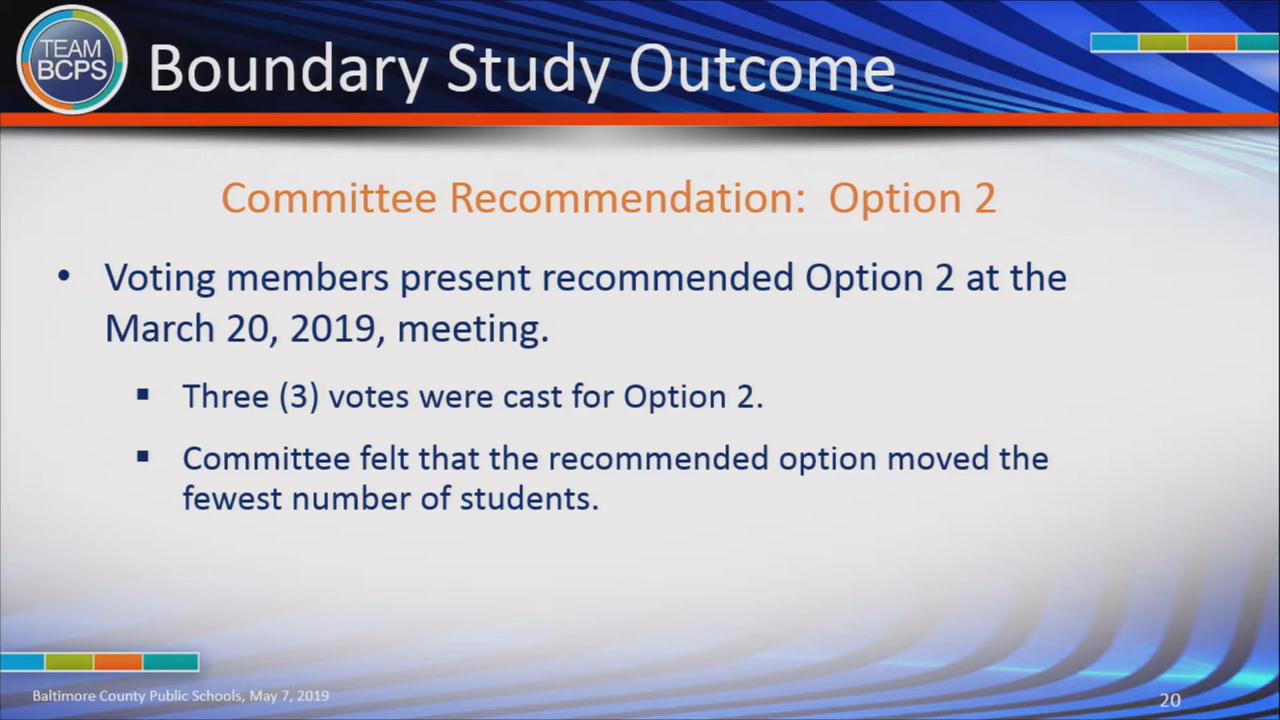 TEAM
BCPS
Boundary Study Outcome
Committee Recommendation: Option 2
• Voting members present recommended Option 2 at the
March 20, 2019, meeting.
▪ Three (3) votes were cast for Option 2.
▪ Committee felt that the recommended option moved the
fewest number of students.
Baltimore County Public Schools, May 7, 2019
20